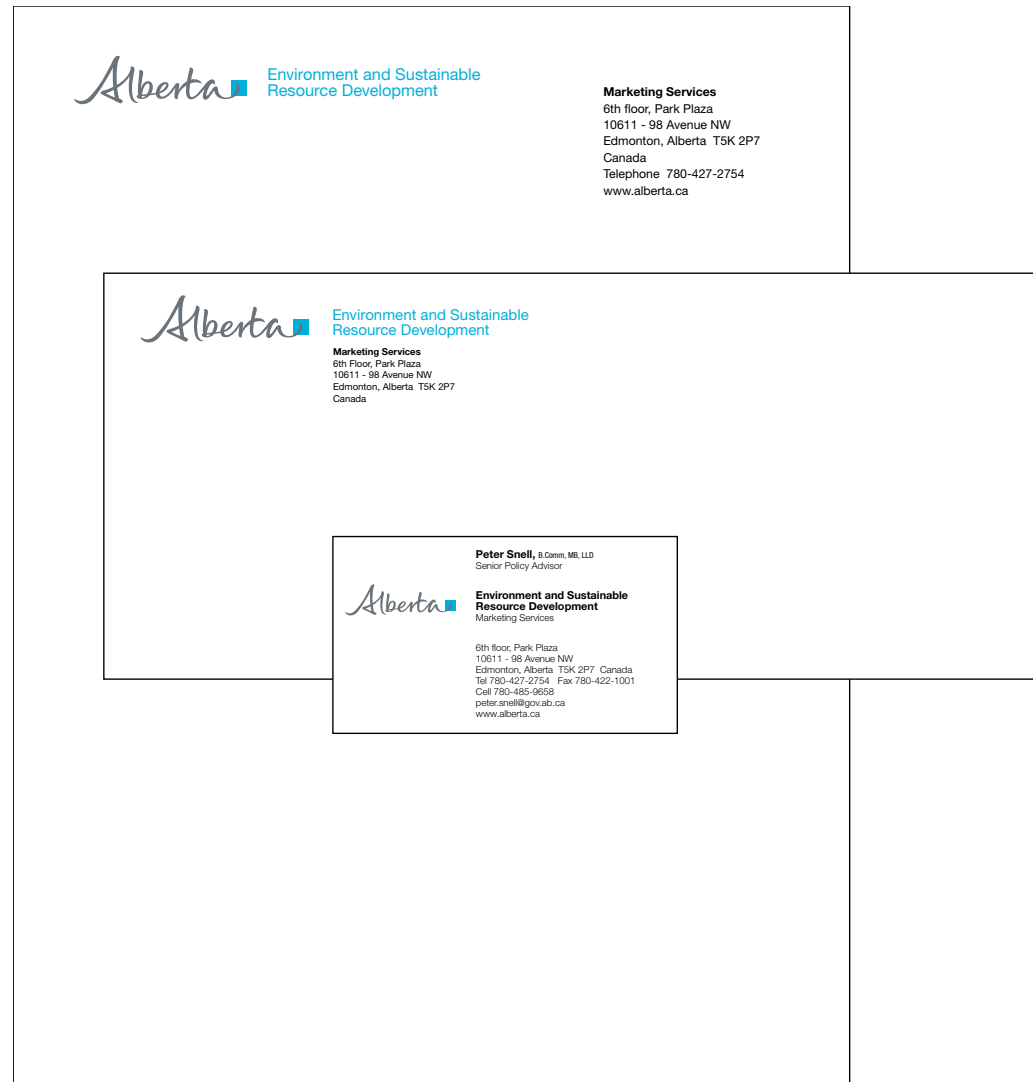 Alberta
Environment and Sustainable
Resource Development
Marketing Services
6th floor, Park Plaza
10611 - 98 Avenue NW
Edmonton, Alberta  T5K 2P7
Canada
Telephone  780-427-2754
www.alberta.ca
Alberta
Environment and Sustainable
Resource Development
Marketing Services
6th Floor, Park Plaza
10611 - 98 Avenue NW
Edmonton, Alberta  T5K 2P7
Canada
Alberta
Peter Snell, B.Comm, MB, LLD
Senior Policy Advisor
Environment and Sustainable
Resource Development
Marketing Services
6th floor, Park Plaza
10611 - 98 Avenue NW
Edmonton, Alberta  T5K 2P7  Canada
Tel 780-427-2754   Fax 780-422-1001
Cell 780-485-9658
peter.snell@gov.ab.ca
www.alberta.ca